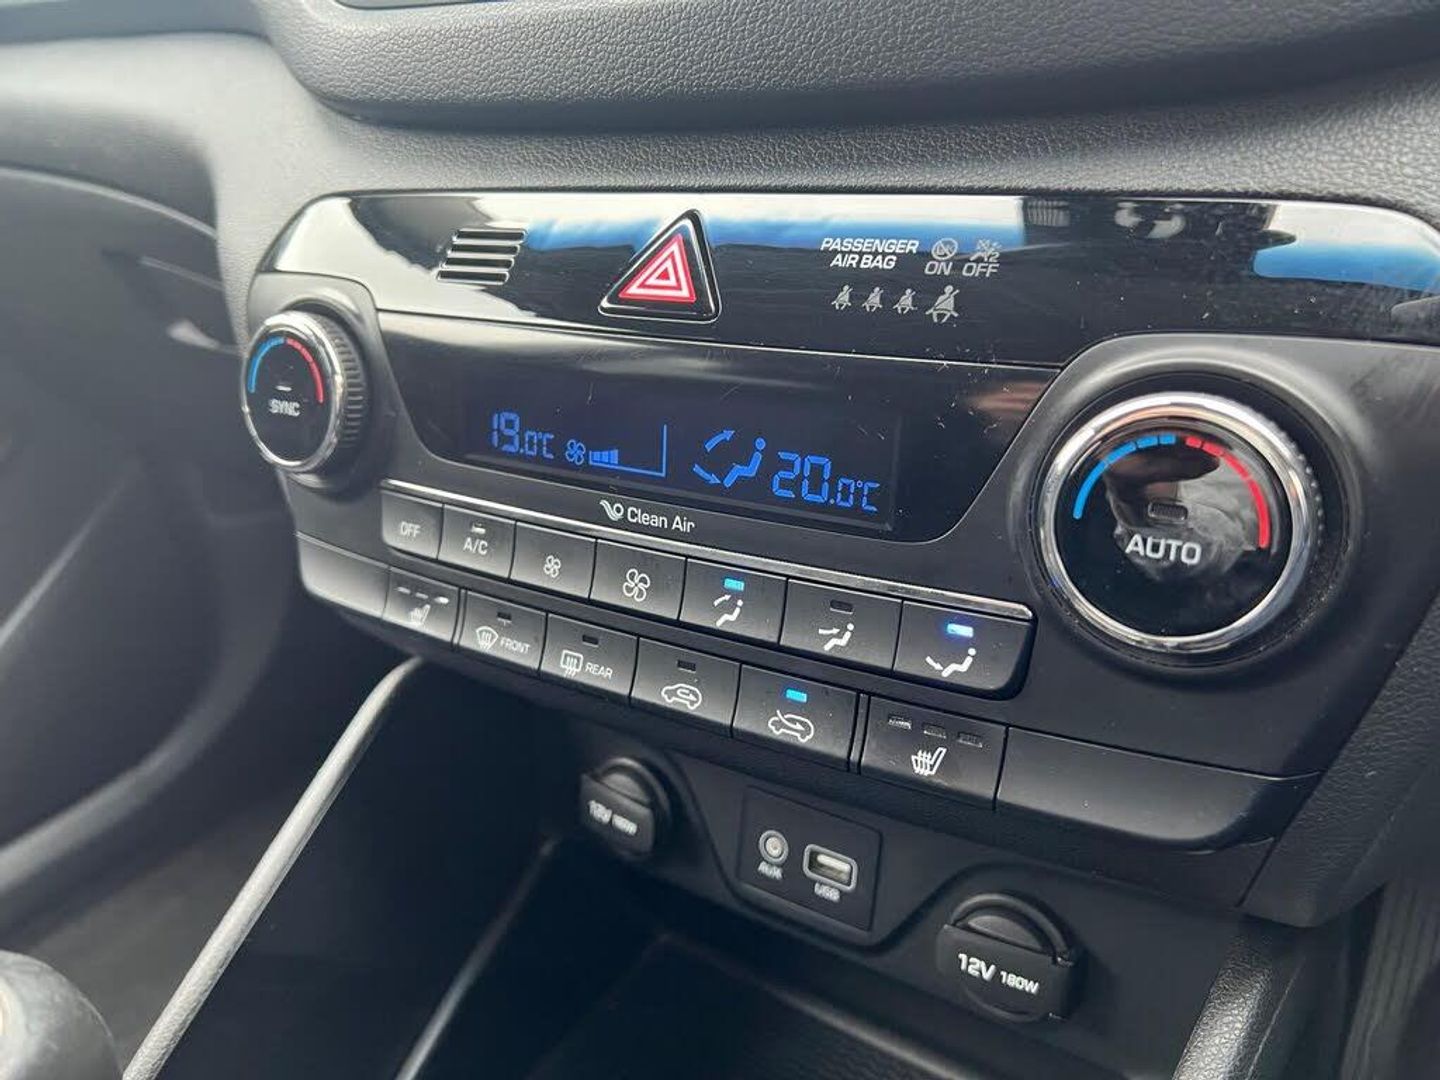 PASSENGER
AIR BAG
ON OFF
SYNC
19.0°C
20.0°C
Clean Air
AUTO
OFF
A/C
FRONT
REAR
12V 180W
AUX
USB
12V 180W